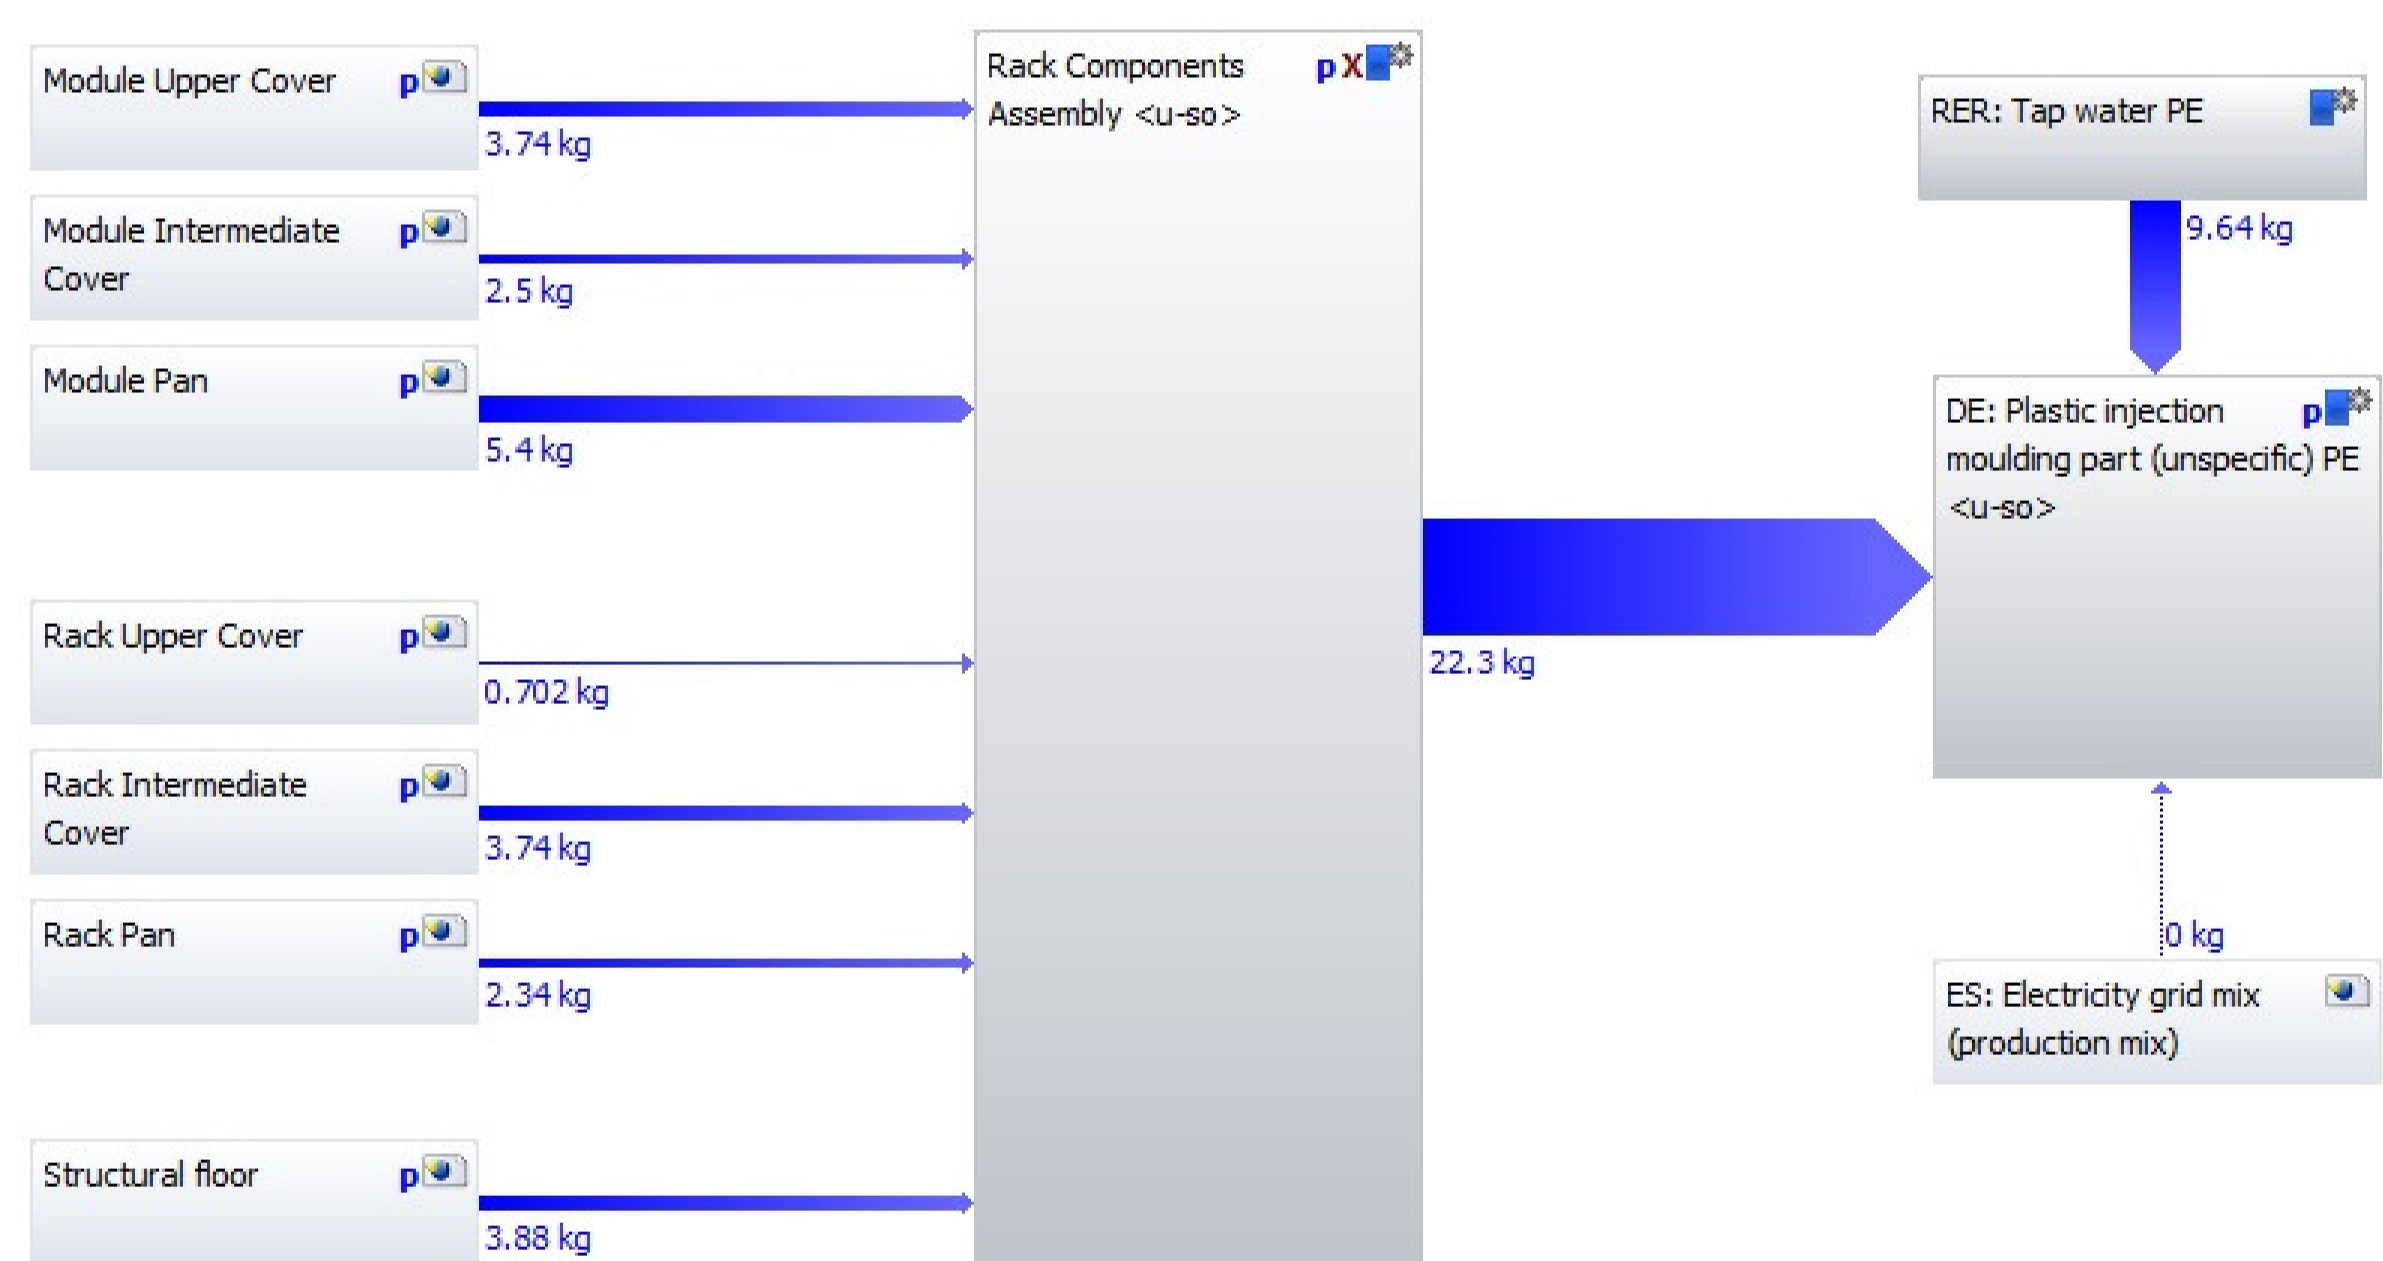 Module Upper Cover p
3.74 kg
Module Intermediate p
Cover
2.5 kg
Module Pan p
5.4 kg
Rack Upper Cover p
0.702 kg
Rack Intermediate p
Cover
3.74 kg
Rack Pan p
2.34 kg
Structural floor p
3.88 kg
Rack Components p X
Assembly <u-so>
22.3 kg
RER: Tap water PE
9.64 kg
DE: Plastic injection p
moulding part (unspecific) PE
<u-so>
0 kg
ES: Electricity grid mix
(production mix)